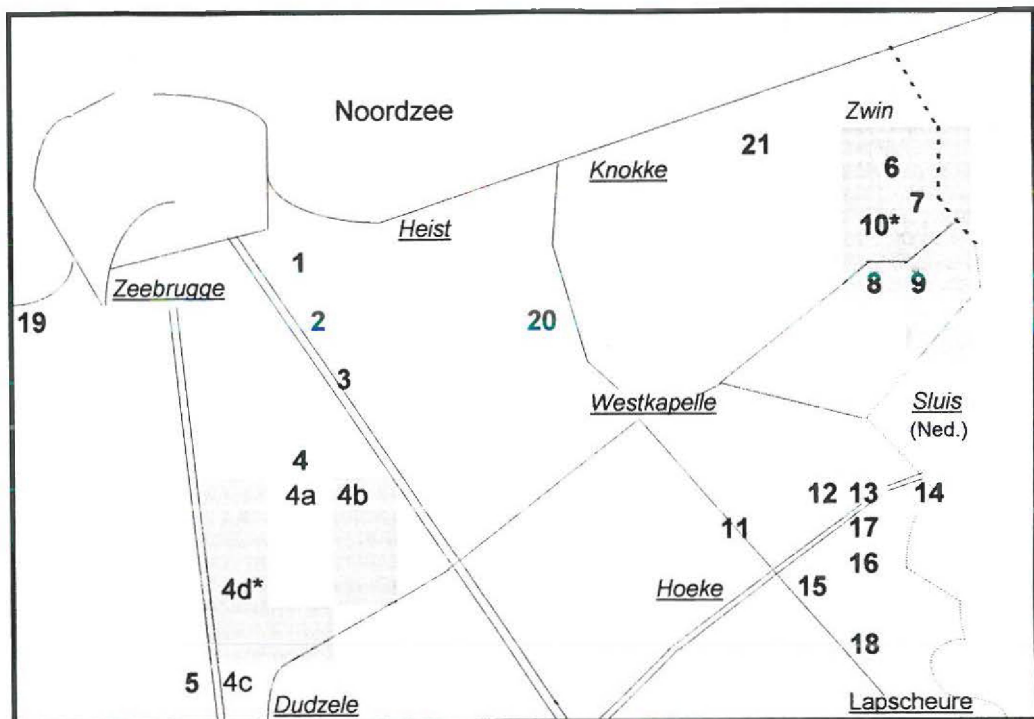 Noordzee
Zwin
21
Knokke
6
7
10*
Heist
1
Zeebrugge
8 9
19
2
20
3
Westkapelle
Sluis
(Ned.)
4
4a 4b
12 13 14
11
17
16
4d*
Hoeke
15
18
5 4c
Dudzele
Lapscheure